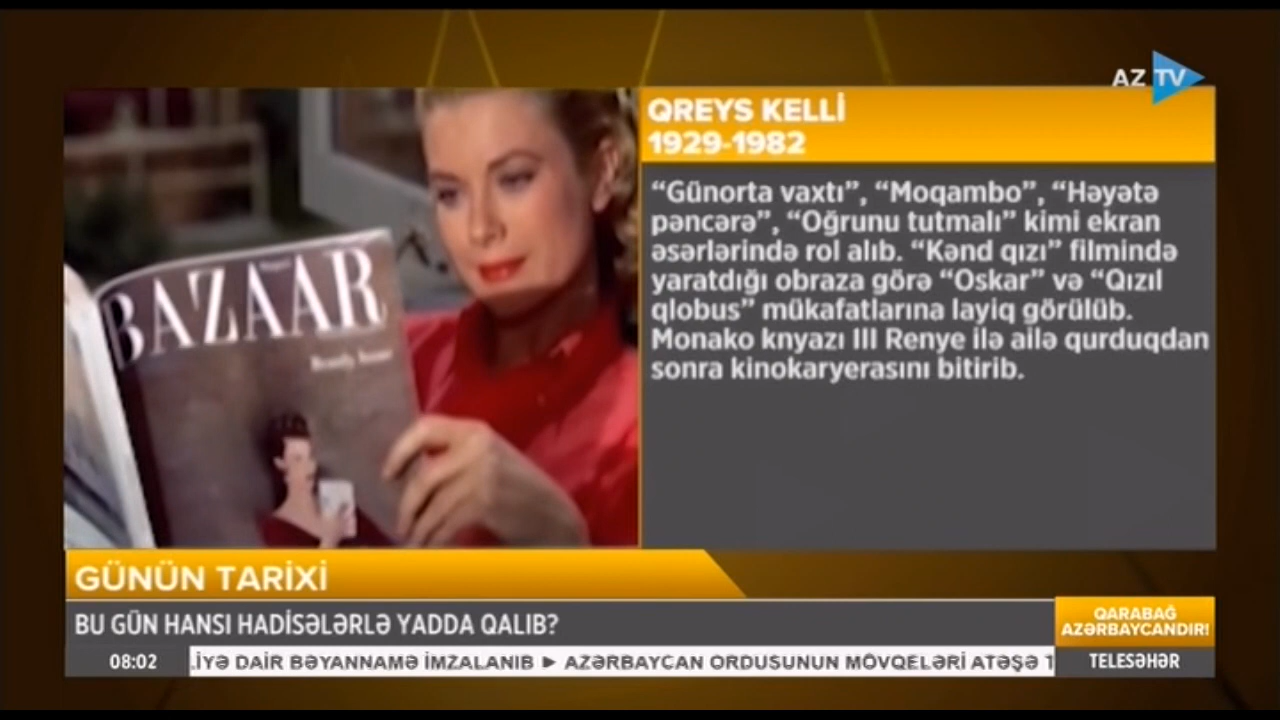 AZTV
QREYS KELLİ
1929-1982
“Günorta vaxtı”, “Moqambo”, “Həyətə
pəncərə”, “Oğrunu tutmalı” kimi ekran
əsərlərində rol alıb. “Kənd qızı” filmində
yaratdığı obraza görə “Oskar” və “Qızıl
qlobus” mükafatlarına layiq görülüb.
Monako knyazı III Renye ilə ailə qurduqdan
sonra kinokaryerasını bitirib.
BAZAAR
GÜNÜN TARİXİ
BU GÜN HANSI HADİSƏLƏRLƏ YADDA QALIB?
QARABAĞ
AZƏRBAYCANDIR!
08:02
.İYƏ DAİR BƏYANNAMƏ İMZALANIB ► AZƏRBAYCAN ORDUSUNUN MÖVQELƏRİ ATƏŞƏ
TELESƏHƏR